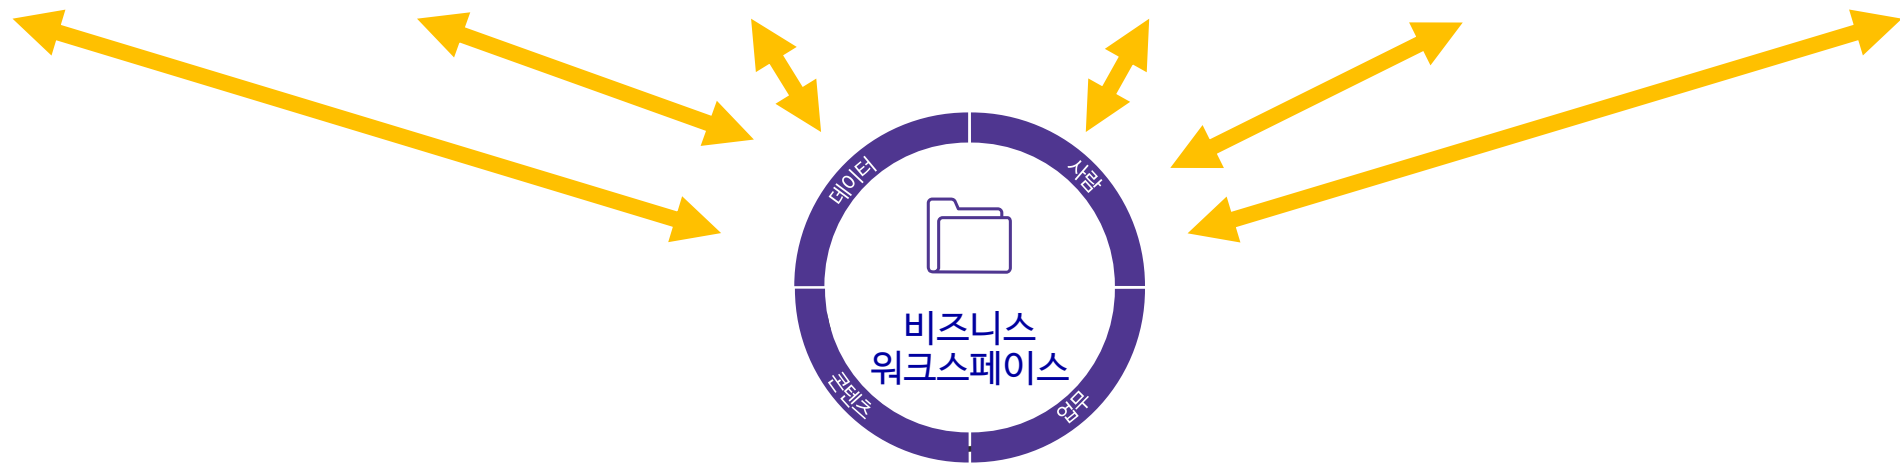 데이터
사람
비즈니스
워크스페이스
콘텐츠
업무